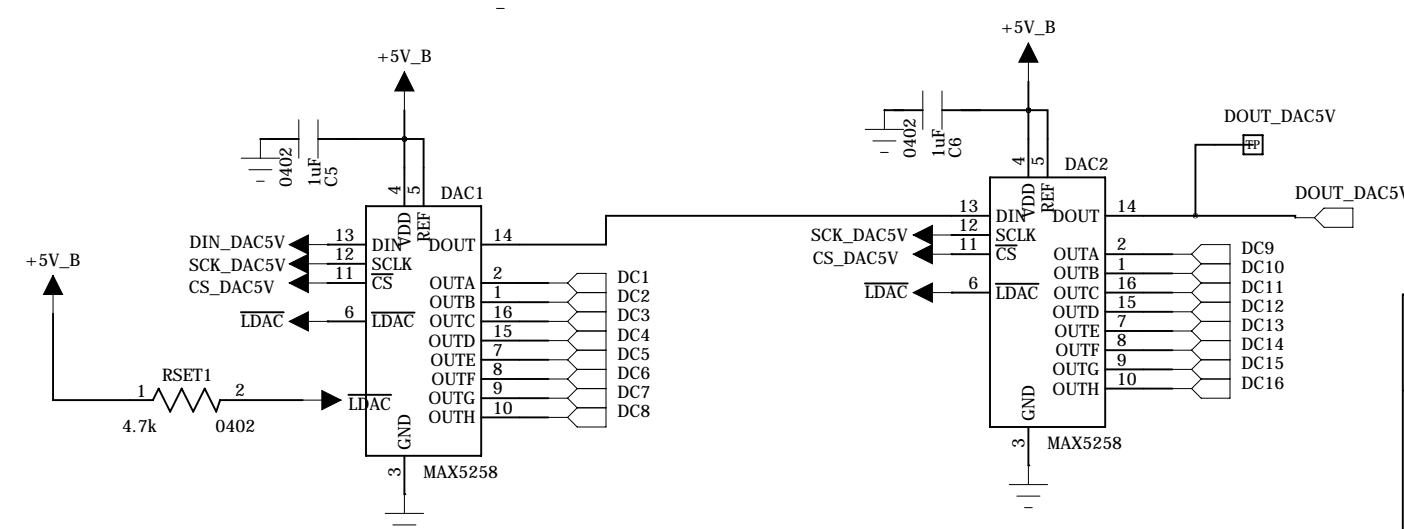 +5V_B
0402
1uF
C5
4
5
DAC1
VDD
REF
DIN_DAC5V
13
DIN
DOUT
14
SCK_DAC5V
12
SCLK
CS_DAC5V
11
CS
OUTA
2
DC1
OUTB
1
DC2
LDAC
6
LDAC
OUTC
16
DC3
OUTD
15
DC4
OUTE
7
DC5
OUTF
8
DC6
OUTG
9
DC7
OUTH
10
DC8
GND
3
MAX5258
+5V_B
RSET1
1
2
4.7k
0402
LDAC
+5V_B
0402
1uF
C6
4
5
DAC2
VDD
REF
13
DIN
DOUT
14
SCK_DAC5V
12
SCLK
CS_DAC5V
11
CS
OUTA
2
DC9
OUTB
1
DC10
LDAC
6
LDAC
OUTC
16
DC11
OUTD
15
DC12
OUTE
7
DC13
OUTF
8
DC14
OUTG
9
DC15
OUTH
10
DC16
GND
3
MAX5258
DOUT_DAC5V
TP
DOUT_DAC5V